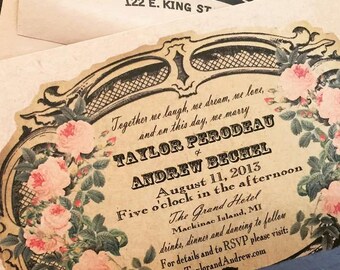 122 E. KING ST
Together we laugh, we dream, we love,
and on this day, we marry
TAYLOR PERODEAU
&
ANDREW BECHEL
August 11, 2013
Five o'clock in the afternoon
The Grand Hotel
Mackinac Island, MI
drinks, dinner and dancing to follow
For details and to RSVP please visit:
TaylorandAndrew.com